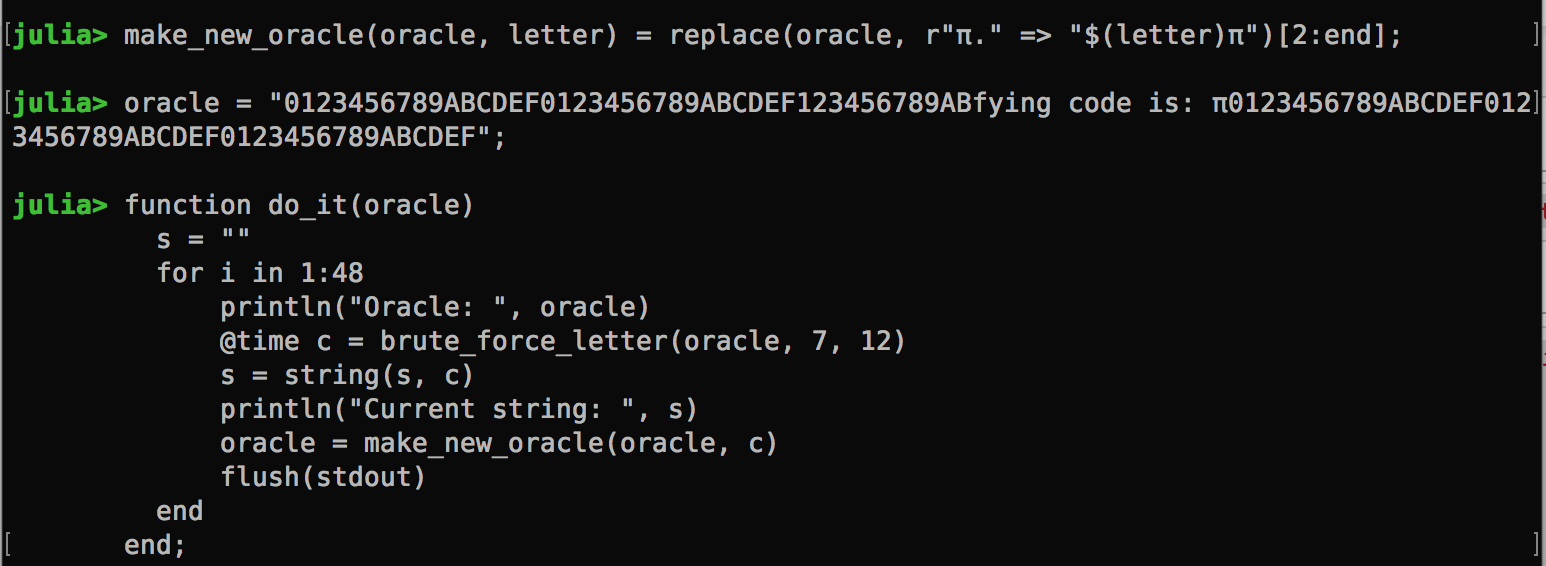 julia> make_new_oracle(oracle, letter) = replace(oracle, r"π." => "$(letter)π")[2:end];
julia> oracle = "0123456789ABCDEF0123456789ABCDEF123456789ABfying code is: π0123456789ABCDEF012
3456789ABCDEF0123456789ABCDEF";
julia> function do_it(oracle)
s = ""
for i in 1:48
println("Oracle: ", oracle)
@time c = brute_force_letter(oracle, 7, 12)
s = string(s, c)
println("Current string: ", s)
oracle = make_new_oracle(oracle, c)
flush(stdout)
end
end;